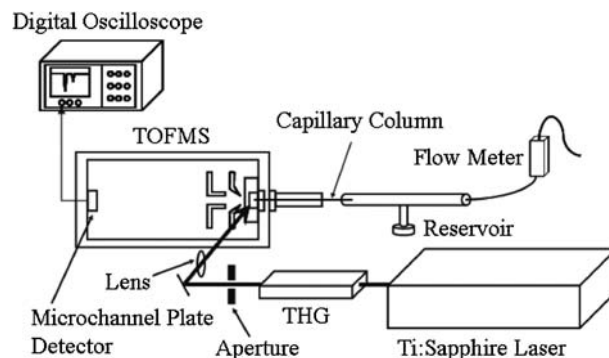 Digital Oscilloscope
TOFMS
Capillary Column
Flow Meter
Reservoir
Lens
Microchannel Plate
Detector
Aperture
THG
Ti:Sapphire Laser